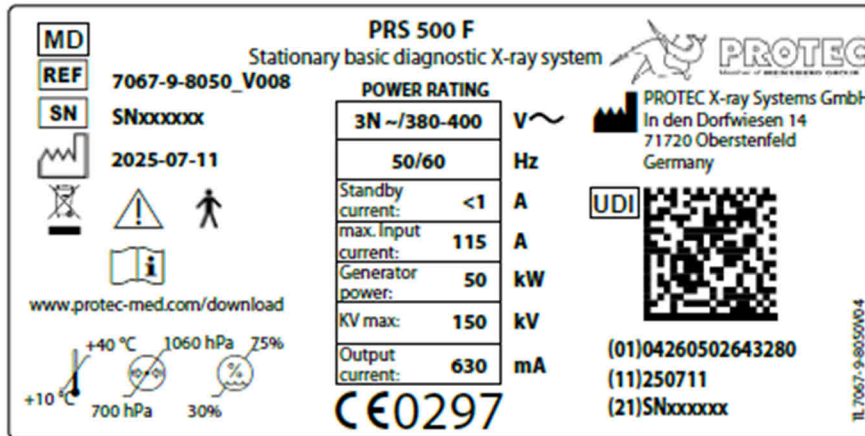 MD
REF 7067-9-8050_V008
SN SNxxxxxx
2025-07-11
www.protec-med.com/download
+40 °C
+10 °C
1060 hPa
700 hPa
75%
%
30%
PRS 500 F
Stationary basic diagnostic X-ray system
POWER RATING
3N ~/380-400 V~
50/60 Hz
Standby
current: <1 A
max. Input
current: 115 A
Generator
power: 50 kW
KV max: 150 kV
Output
current: 630 mA
CE0297
PROTEC
PROTEC X-ray Systems GmbH
In den Dorfwiesen 14
71720 Oberstenfeld
Germany
UDI
(01)04260502643280
(11)250711
(21)SNxxxxxx